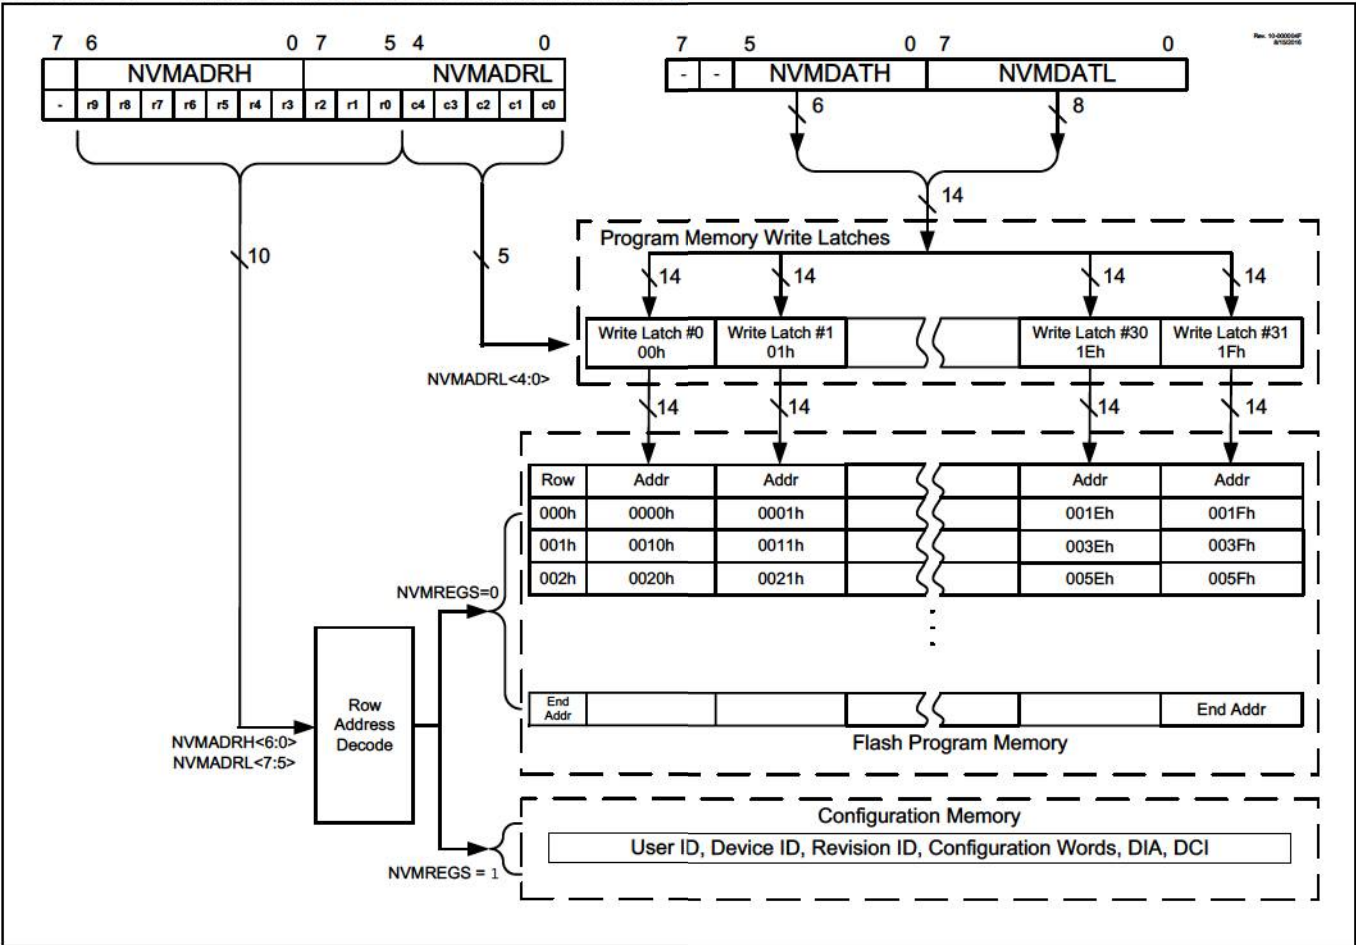 Rev. 10-000004F
8/15/2016
7 6 0 7 5 4 0
NVMADRH NVMADRL
- r9 r8 r7 r6 r5 r4 r3 r2 r1 r0 c4 c3 c2 c1 c0
7 5 0 7 0
- - NVMDATH NVMDATL
6 8
14
10
5
Program Memory Write Latches
14 14 14 14
Write Latch #0 Write Latch #1 Write Latch #30 Write Latch #31
00h 01h 1Eh 1Fh
NVMADRL<4:0>
14 14 14 14
Row Addr Addr Addr Addr
000h 0000h 0001h 001Eh 001Fh
001h 0010h 0011h 003Eh 003Fh
002h 0020h 0021h 005Eh 005Fh
NVMREGS=0
End
Addr
End Addr
Flash Program Memory
Row
Address
Decode
NVMADRH<6:0>
NVMADRL<7:5>
Configuration Memory
User ID, Device ID, Revision ID, Configuration Words, DIA, DCI
NVMREGS = 1